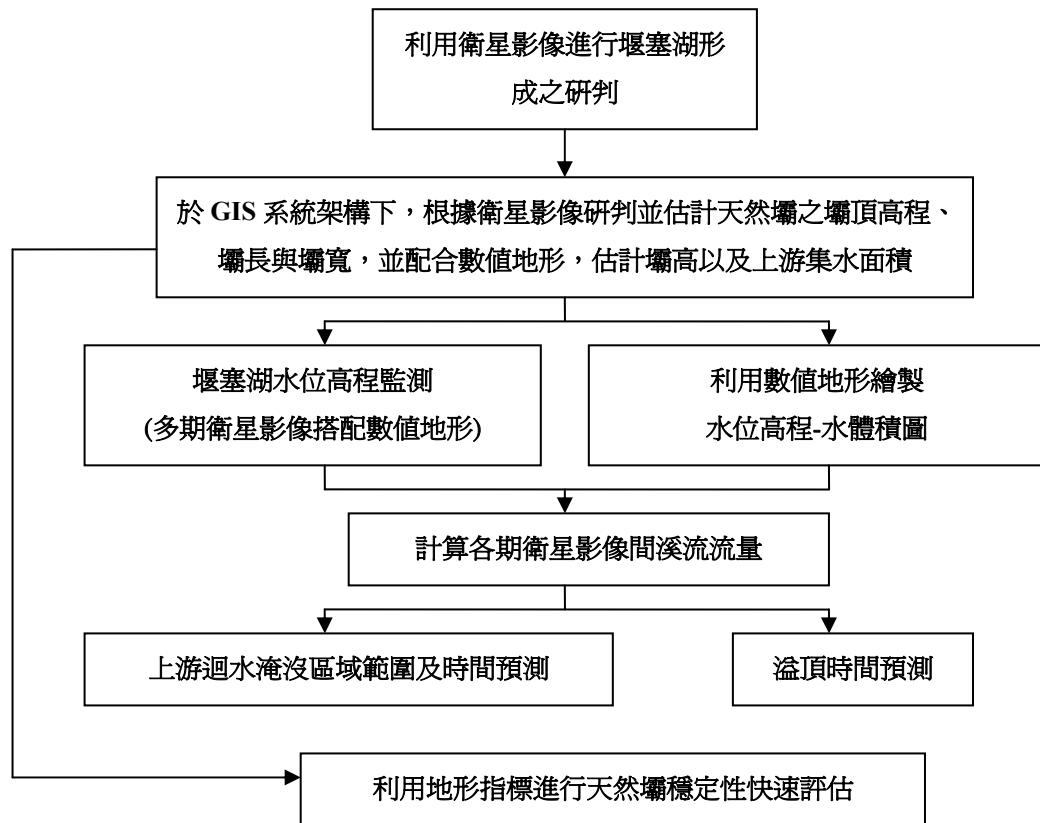 利用衛星影像進行堰塞湖形
成之研判
於 GIS 系統架構下，根據衛星影像研判並估計天然壩之壩頂高程、
壩長與壩寬，並配合數值地形，估計壩高以及上游集水面積
堰塞湖水位高程監測
(多期衛星影像搭配數值地形)
利用數值地形繪製
水位高程-水體積圖
計算各期衛星影像間溪流流量
上游迴水淹沒區域範圍及時間預測
溢頂時間預測
利用地形指標進行天然壩穩定性快速評估